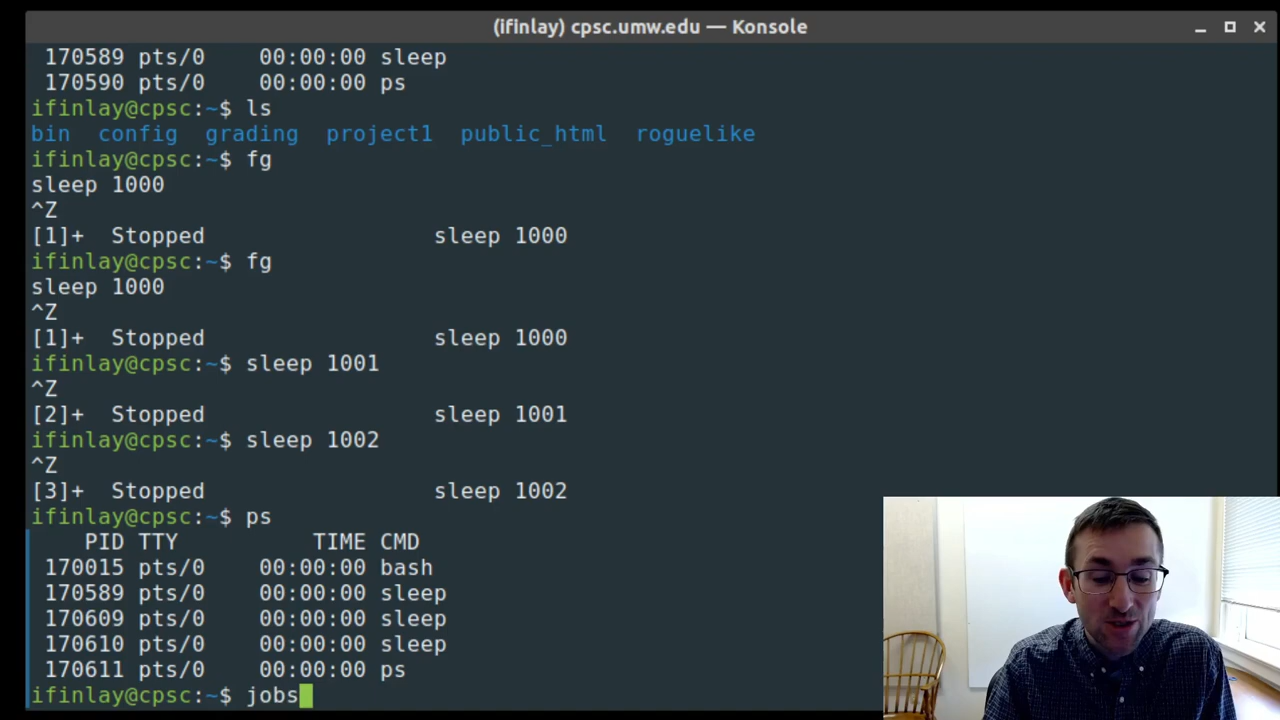 (ifinlay) cpsc.umw.edu — Konsole
170589 pts/0    00:00:00 sleep
170590 pts/0    00:00:00 ps
ifinlay@cpsc:~$ ls
bin  config  grading  project1  public_html  roguelike
ifinlay@cpsc:~$ fg
sleep 1000
^Z
[1]+  Stopped                 sleep 1000
ifinlay@cpsc:~$ fg
sleep 1000
^Z
[1]+  Stopped                 sleep 1000
ifinlay@cpsc:~$ sleep 1001
^Z
[2]+  Stopped                 sleep 1001
ifinlay@cpsc:~$ sleep 1002
^Z
[3]+  Stopped                 sleep 1002
ifinlay@cpsc:~$ ps
    PID TTY          TIME CMD
 170015 pts/0    00:00:00 bash
 170589 pts/0    00:00:00 sleep
 170609 pts/0    00:00:00 sleep
 170610 pts/0    00:00:00 sleep
 170611 pts/0    00:00:00 ps
ifinlay@cpsc:~$ jobs